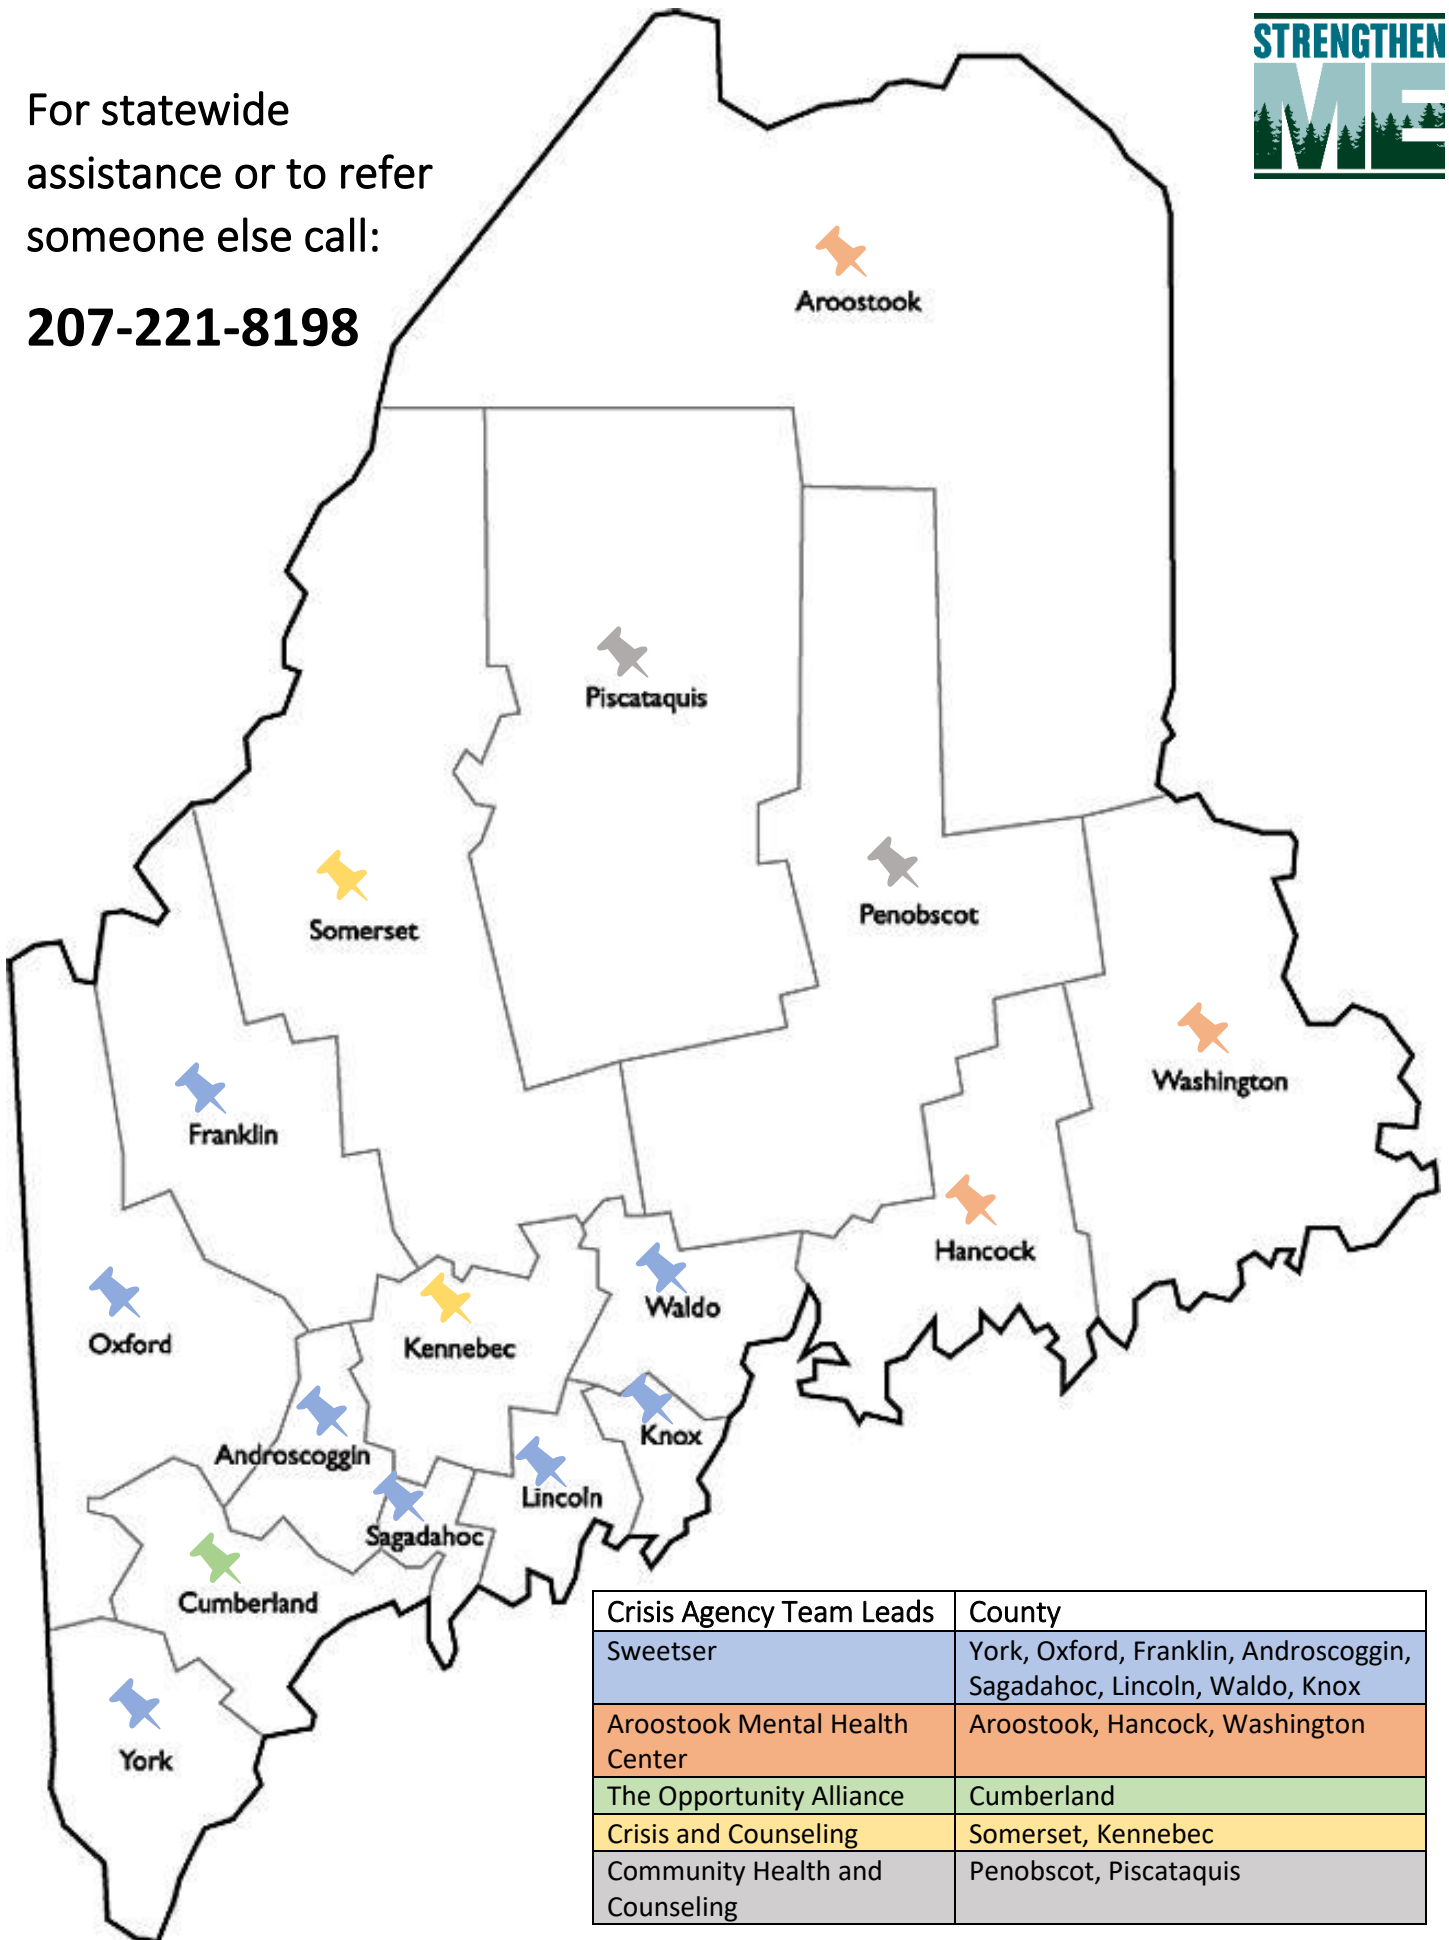 STRENGTHEN
ME
For statewide
assistance or to refer
someone else call:
207-221-8198
Aroostook
Piscataquis
Penobscot
Somerset
Washington
Franklin
Hancock
Waldo
Oxford
Kennebec
Knox
Androscoggin
Lincoln
Sagadahoc
Cumberland
York
Crisis Agency Team Leads County
Sweetser York, Oxford, Franklin, Androscoggin,
Sagadahoc, Lincoln, Waldo, Knox
Aroostook Mental Health Aroostook, Hancock, Washington
Center
The Opportunity Alliance Cumberland
Crisis and Counseling Somerset, Kennebec
Community Health and Penobscot, Piscataquis
Counseling